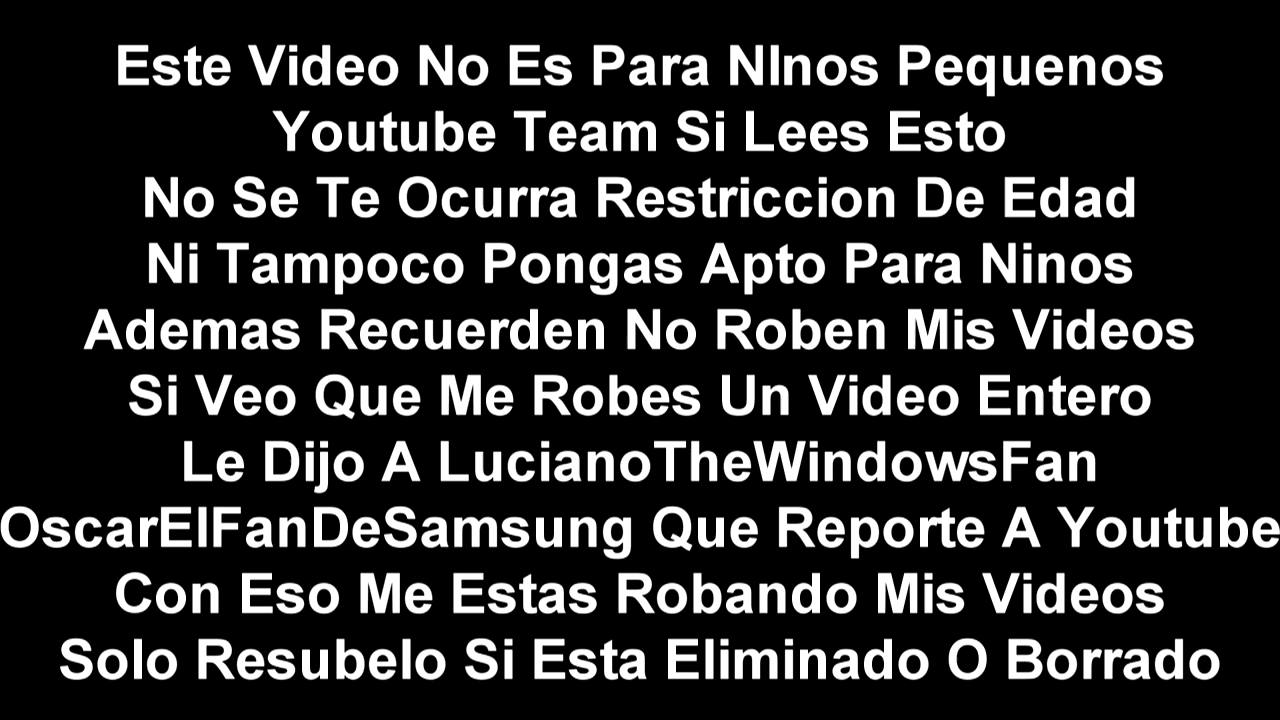 Este Video No Es Para NInos Pequenos
Youtube Team Si Lees Esto
No Se Te Ocurra Restriccion De Edad
Ni Tampoco Pongas Apto Para Ninos
Ademas Recuerden No Roben Mis Videos
Si Veo Que Me Robes Un Video Entero
Le Dijo A LucianoTheWindowsFan
OscarElFanDeSamsung Que Reporte A Youtube
Con Eso Me Estas Robando Mis Videos
Solo Resubelo Si Esta Eliminado O Borrado